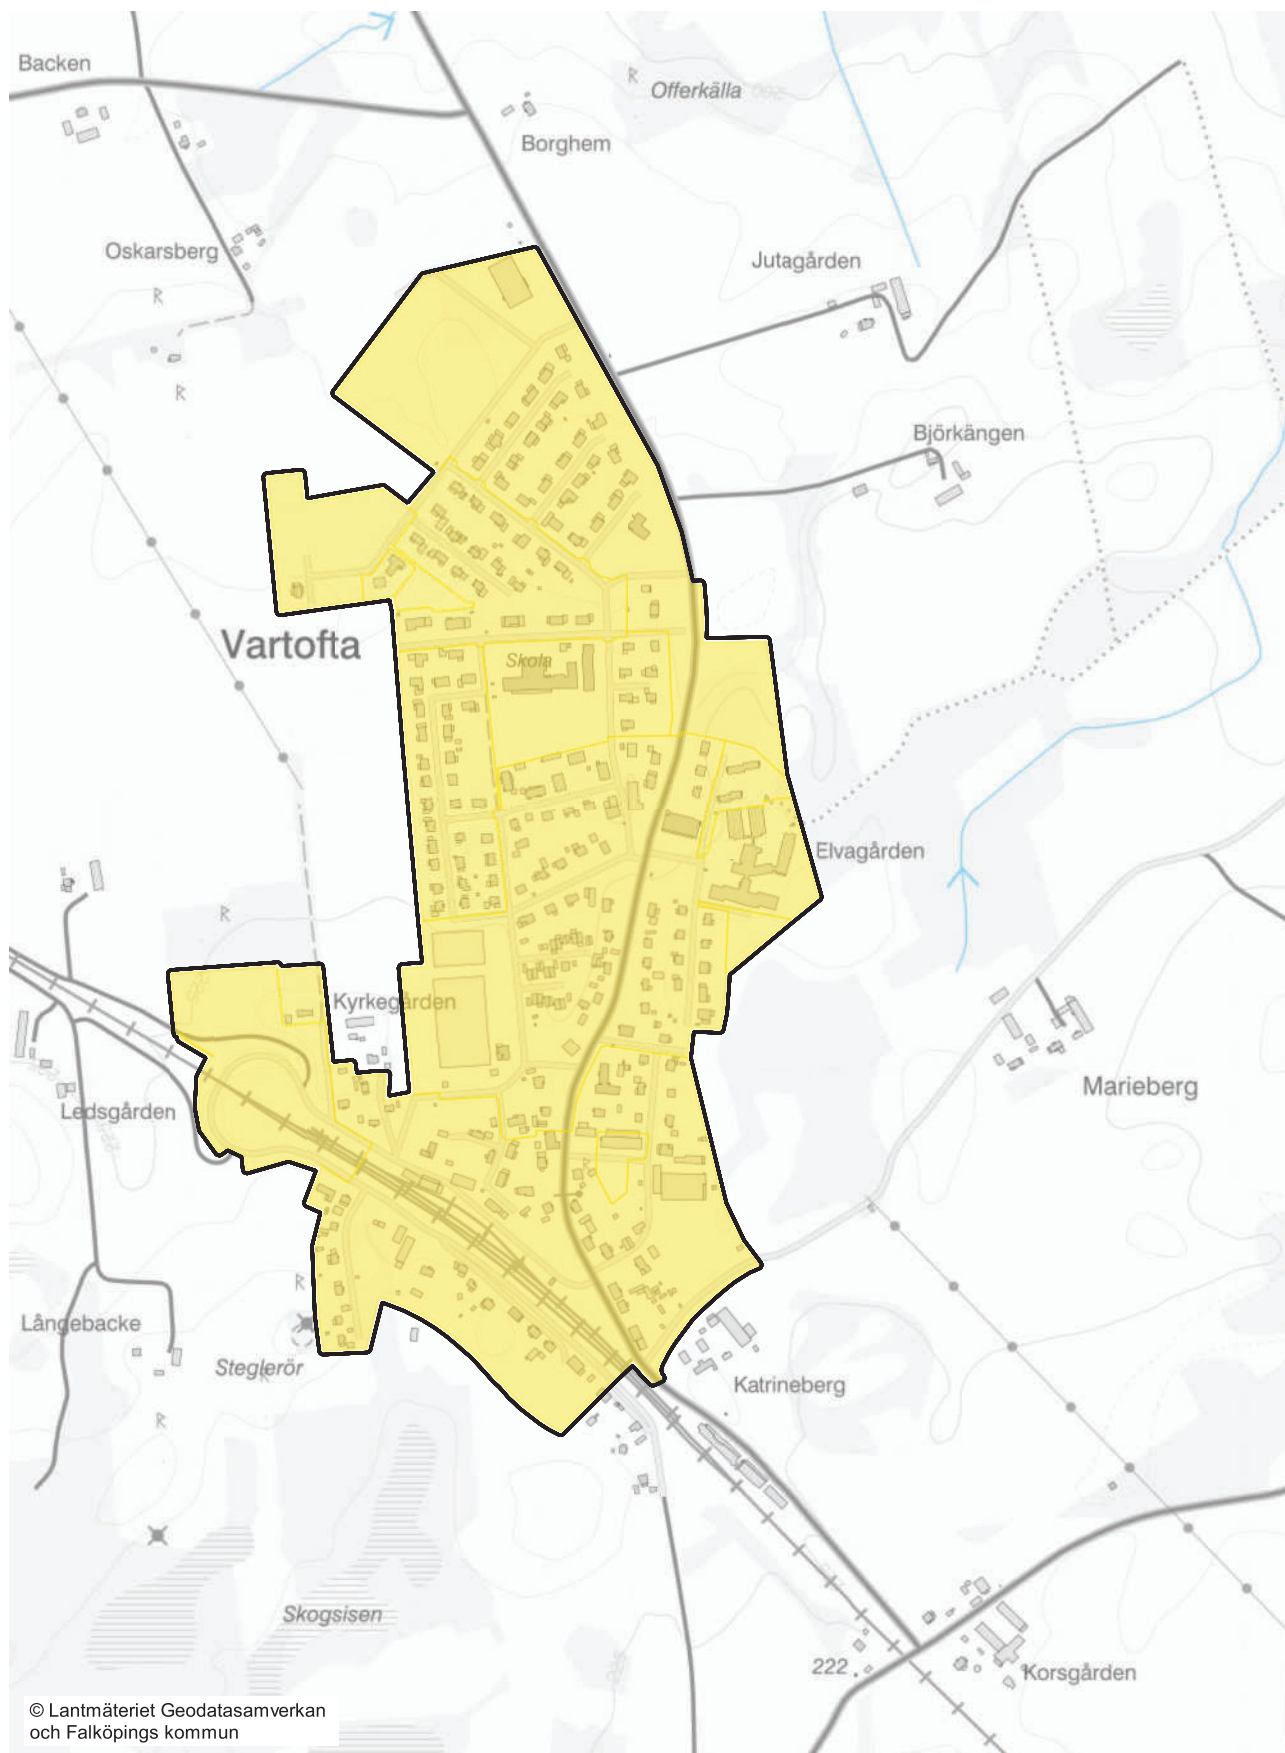 Backen
Offerkälla
Borghem
Oskarsberg
R
Jutagården
R
R
Björkängen
Vartofta
Skola
Elvagården
R
Kyrkegården
Marieberg
Ledsgården
R
Långebacke
Steglerör
R
Katrineberg
R
Skogsisen
222
Korsgården
© Lantmäteriet Geodatasamverkan
och Falköpings kommun